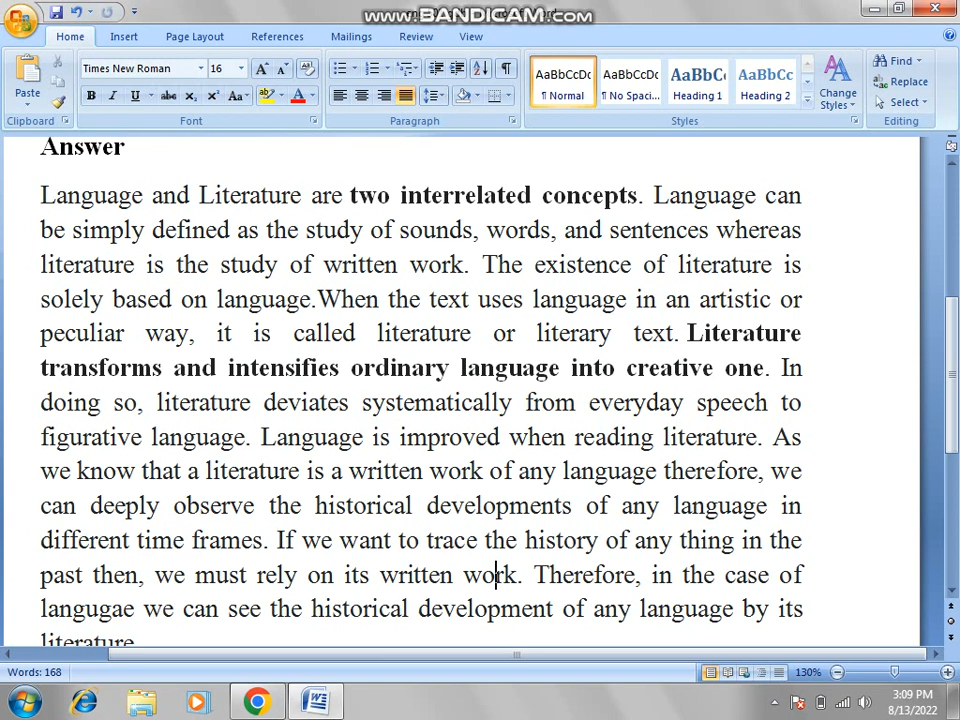 www.BANDICAM.com
Home Insert Page Layout References Mailings Review View
Times New Roman 16
Paste
B I U abc X₂ X² Aa A
AaBbCcDc AaBbCcDc AaBbCc AaBbCc
¶ Normal ¶ No Spaci... Heading 1 Heading 2
Change Styles
Find
Replace
Select
Clipboard Font Paragraph Styles Editing
Answer
Language and Literature are two interrelated concepts. Language can
be simply defined as the study of sounds, words, and sentences whereas
literature is the study of written work. The existence of literature is
solely based on language.When the text uses language in an artistic or
peculiar way, it is called literature or literary text. Literature
transforms and intensifies ordinary language into creative one. In
doing so, literature deviates systematically from everyday speech to
figurative language. Language is improved when reading literature. As
we know that a literature is a written work of any language therefore, we
can deeply observe the historical developments of any language in
different time frames. If we want to trace the history of any thing in the
past then, we must rely on its written work. Therefore, in the case of
langugae we can see the historical development of any language by its
literature.
Words: 168
130%
3:09 PM
8/13/2022